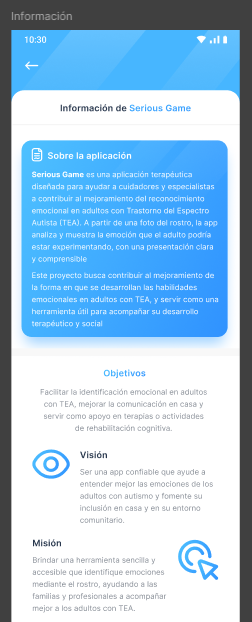 Información
10:30
Información de Serious Game
Sobre la aplicación
Serious Game es una aplicación terapéutica
diseñada para ayudar a cuidadores y especialistas
a contribuir al mejoramiento del reconocimiento
emocional en adultos con Trastorno del Espectro
Autista (TEA). A partir de una foto del rostro, la app
analiza y muestra la emoción que el adulto podría
estar experimentando, con una presentación clara
y comprensible
Este proyecto busca contribuir al mejoramiento de
la forma en que se desarrollan las habilidades
emocionales en adultos con TEA, y servir como una
herramienta útil para acompañar su desarrollo
terapéutico y social
Objetivos
Facilitar la identificación emocional en adultos
con TEA, mejorar la comunicación en casa y
servir como apoyo en terapias o actividades
de rehabilitación cognitiva.
Visión
Ser una app confiable que ayude a
entender mejor las emociones de los
adultos con autismo y fomente su
inclusión en casa y en su entorno
comunitario.
Misión
Brindar una herramienta sencilla y
accesible que identifique emociones
mediante el rostro, ayudando a las
familias y profesionales a acompañar
mejor a los adultos con TEA.